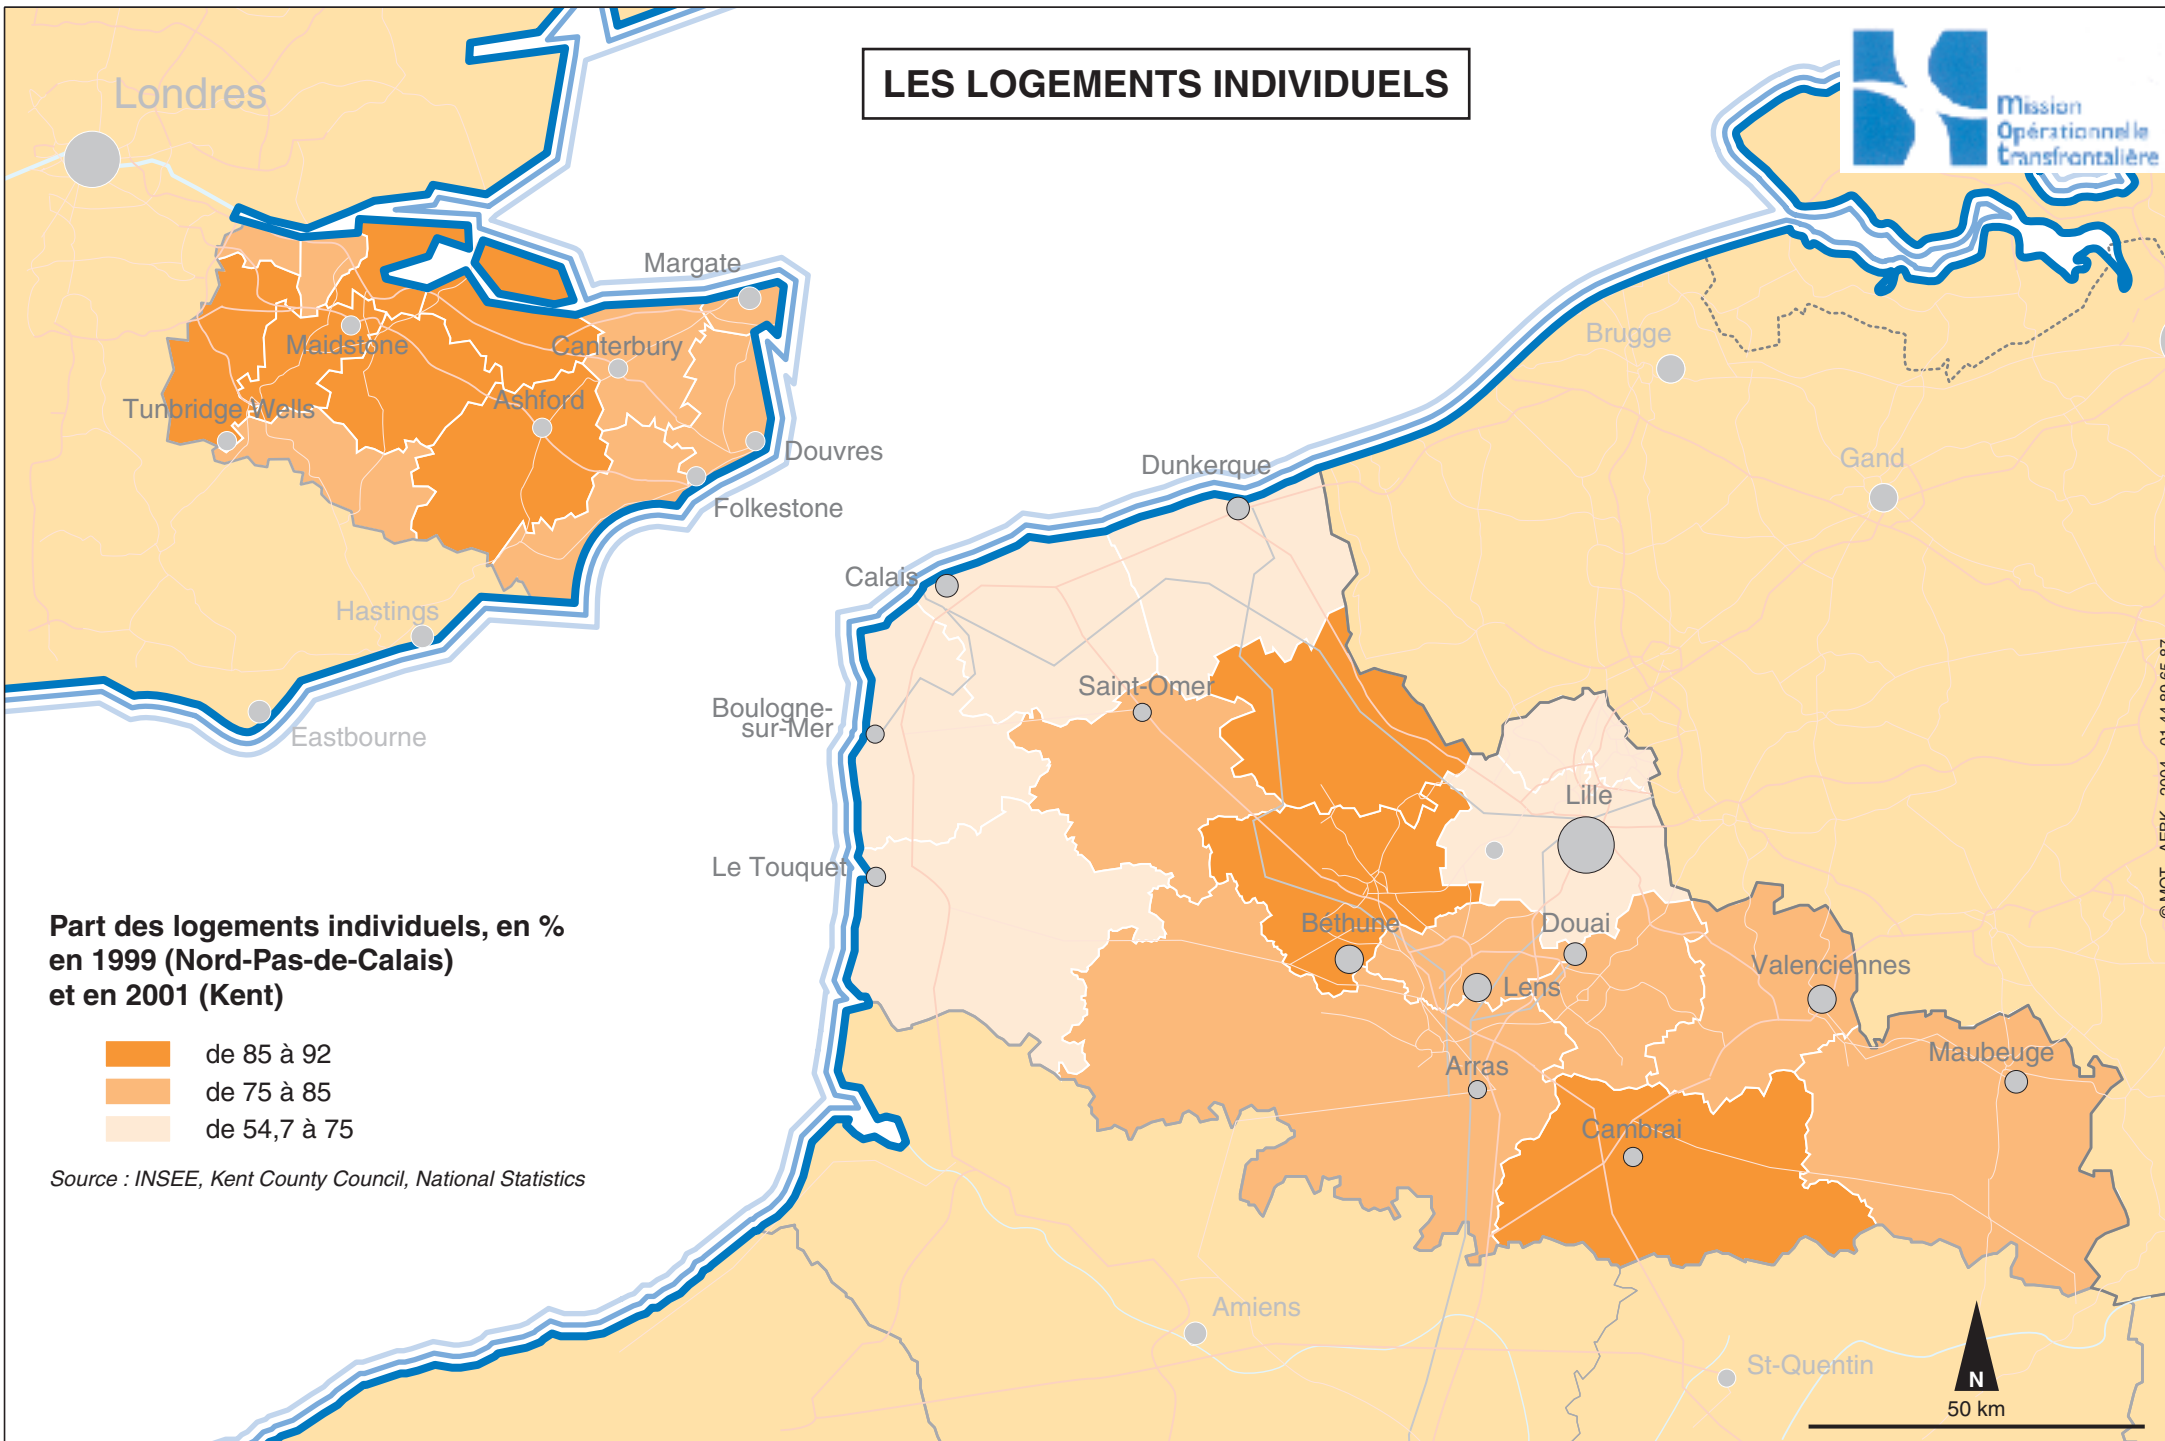 LES LOGEMENTS INDIVIDUELS
mission
opérationnelle
transfrontalière
Londres
Margate
Maidstone
Canterbury
Tunbridge Wells
Ashford
Douvres
Folkestone
Hastings
Eastbourne
Brugge
Gand
Dunkerque
Calais
Saint-Omer
Boulogne-
sur-Mer
Lille
Le Touquet
Béthune
Douai
Lens
Valenciennes
Arras
Maubeuge
Cambrai
Amiens
St-Quentin
Part des logements individuels, en %
en 1999 (Nord-Pas-de-Calais)
et en 2001 (Kent)
de 85 à 92
de 75 à 85
de 54,7 à 75
Source : INSEE, Kent County Council, National Statistics
N
50 km